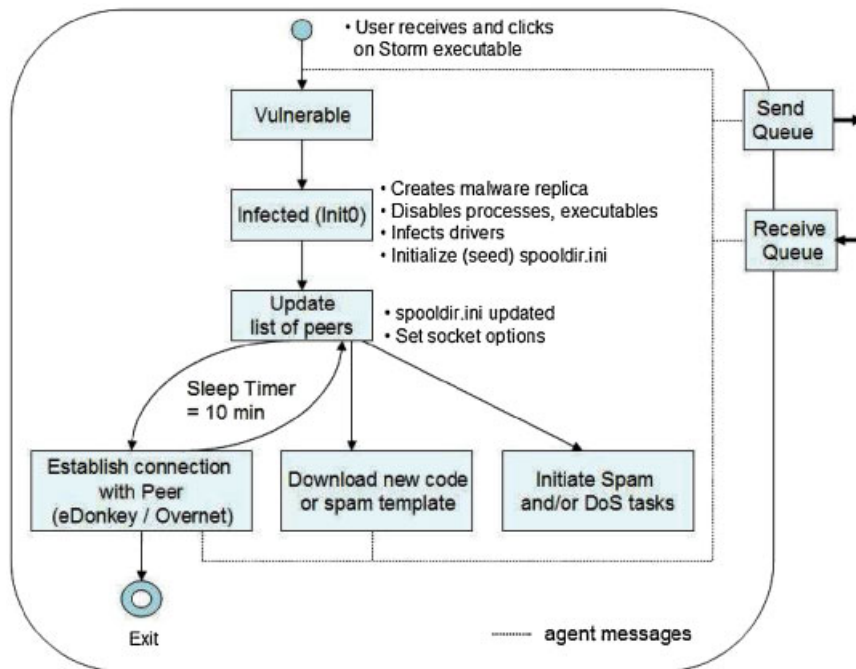 • User receives and clicks
on Storm executable
Vulnerable
Send
Queue
Infected (Init0)
• Creates malware replica
• Disables processes, executables
• Infects drivers
• Initialize (seed) spooldir.ini
Receive
Queue
Update
list of peers
• spooldir.ini updated
• Set socket options
Sleep Timer
= 10 min
Establish connection
with Peer
(eDonkey / Overnet)
Download new code
or spam template
Initiate Spam
and/or DoS tasks
Exit
agent messages